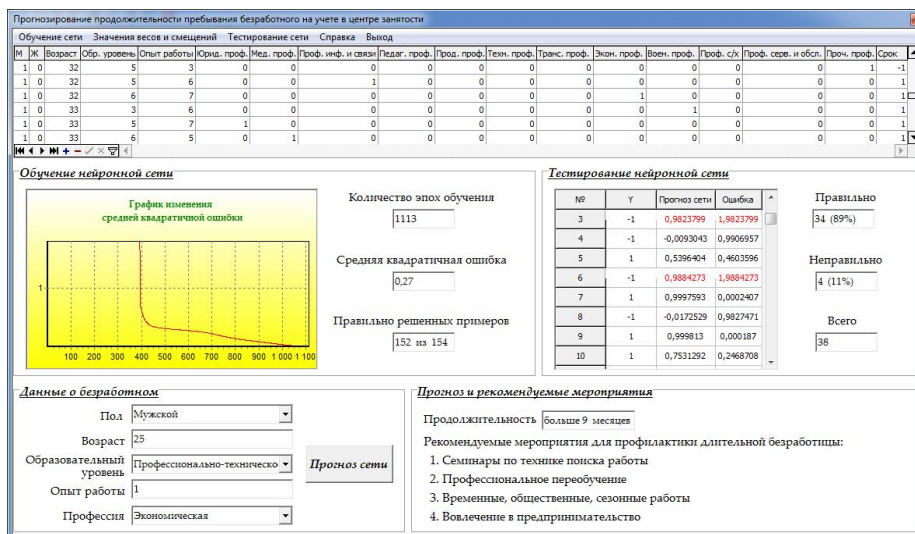 Прогнозирование продолжительности пребывания безработного на учете в центре занятости
Обучение сети Значения весов и смещений Тестирование сети Справка Выход
М Ж Возраст Обр. уровень Опыт работы Юрид. проф. Мед. проф. Проф. инф. и связи Педаг. проф. Прод. проф. Техн. проф. Транс. проф. Экон. проф. Воен. проф. Проф. с/х Проф. серв. и обсл. Проч. проф. Срок
1 0 32 5 3 0 0 0 0 0 0 0 0 0 0 0 1 -1
1 0 32 5 6 0 0 1 0 0 0 0 0 0 0 0 0 1
1 0 32 6 7 0 0 0 0 0 0 0 1 0 0 0 0 1
1 0 33 3 6 0 0 0 0 0 0 0 0 1 0 0 0 1
1 0 33 5 7 1 0 0 0 0 0 0 0 0 0 0 0 1
1 0 33 6 5 0 1 0 0 0 0 0 0 0 0 0 0 1
Обучение нейронной сети
График изменения
средней квадратичной ошибки
1
100 200 300 400 500 600 700 800 900 1 000 1 100
Количество эпох обучения
1113
Средняя квадратичная ошибка
0,27
Правильно решенных примеров
152 из 154
Тестирование нейронной сети
№ Y Прогноз сети Ошибка
3 -1 0,9823799 1,9823799
4 -1 -0,0093043 0,9906957
5 1 0,5396404 0,4603596
6 -1 0,9884273 1,9884273
7 1 0,9997593 0,0002407
8 -1 -0,0172529 0,9827471
9 1 0,999813 0,000187
10 1 0,7531292 0,2468708
Правильно
34 (89%)
Неправильно
4 (11%)
Всего
38
Данные о безработном
Пол Мужской
Возраст 25
Образовательный
уровень Профессионально-техническо
Опыт работы 1
Профессия Экономическая
Прогноз сети
Прогноз и рекомендуемые мероприятия
Продолжительность больше 9 месяцев
Рекомендуемые мероприятия для профилактики длительной безработицы:
1. Семинары по технике поиска работы
2. Профессиональное переобучение
3. Временные, общественные, сезонные работы
4. Вовлечение в предпринимательство